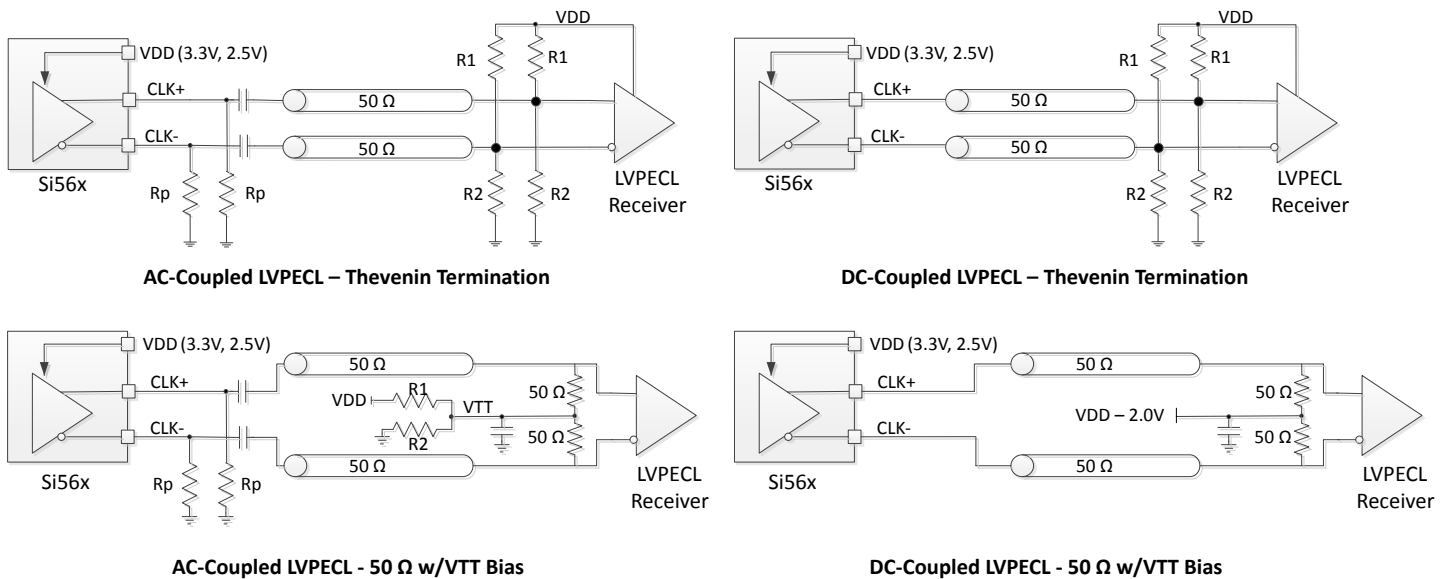 VDD
VDD (3.3V, 2.5V)
R1
R1
CLK+
50 Ω
CLK-
50 Ω
Si56x
Rp
Rp
R2
R2
LVPECL
Receiver
AC-Coupled LVPECL – Thevenin Termination
VDD
VDD (3.3V, 2.5V)
R1
R1
CLK+
50 Ω
CLK-
50 Ω
Si56x
R2
R2
LVPECL
Receiver
DC-Coupled LVPECL – Thevenin Termination
VDD (3.3V, 2.5V)
50 Ω
CLK+
R1
50 Ω
VDD
VTT
CLK-
R2
50 Ω
50 Ω
Si56x
Rp
Rp
LVPECL
Receiver
AC-Coupled LVPECL - 50 Ω w/VTT Bias
VDD (3.3V, 2.5V)
50 Ω
CLK+
50 Ω
VDD – 2.0V
CLK-
50 Ω
50 Ω
Si56x
LVPECL
Receiver
DC-Coupled LVPECL - 50 Ω w/VTT Bias